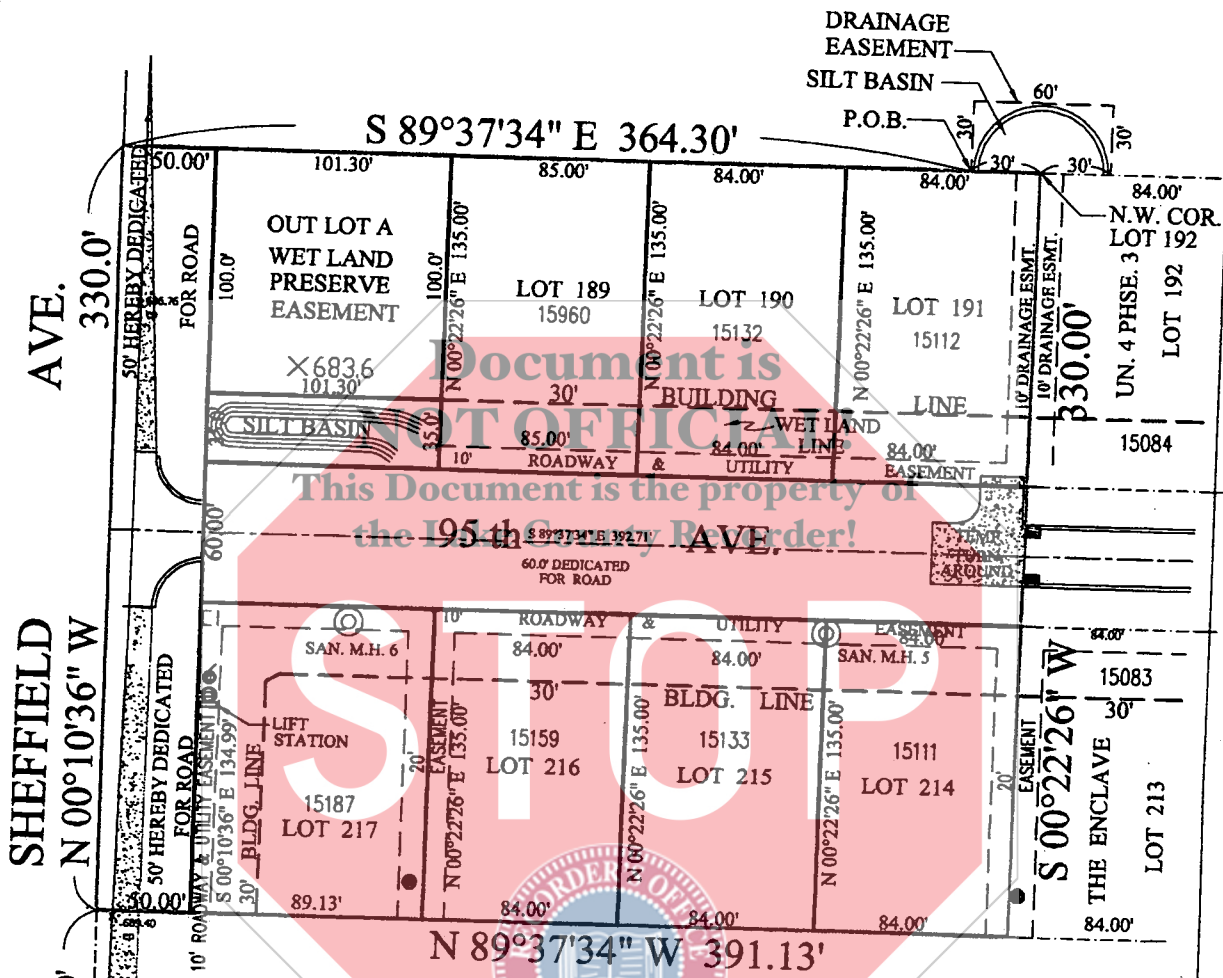 DRAINAGE
EASEMENT
SILT BASIN
P.O.B.
60'
30'
30'
30'
30'
S 89°37'34" E 364.30'
50.00'
101.30'
85.00'
84.00'
84.00'
84.00'
N.W. COR.
LOT 192
AVE.
330.0'
50' HEREBY DEDICATED
FOR ROAD
100.0'
OUT LOT A
WET LAND
PRESERVE
EASEMENT
×683.6
101.30'
100.0'
N 00°22'26" E 135.00'
LOT 189
15960
N 00°22'26" E 135.00'
LOT 190
15132
N 00°22'26" E 135.00'
LOT 191
15112
10' DRAINAGE ESMT.
10' DRAINAGE ESMT.
330.00'
UN. 4 PHSE. 3
LOT 192
15084
30'
BUILDING
LINE
WET LAND
LINE
SILT BASIN
35.0'
85.00'
84.00'
84.00'
10'
ROADWAY
&
UTILITY
EASEMENT
Document is
NOT OFFICIAL!
This Document is the property of
the Lake County Recorder!
60.00'
95 th
S 89°37'34" E 392.71'
AVE.
60.0' DEDICATED
FOR ROAD
TEMP.
TURN
AROUND
STOP
10'
ROADWAY
&
UTILITY
EASEMENT
SAN. M.H. 6
84.00'
84.00'
84.00'
SAN. M.H. 5
84.00'
15083
30'
30'
BLDG. LINE
SHEFFIELD
N 00°10'36" W
50' HEREBY DEDICATED
FOR ROAD
10' ROADWAY & UTILITY EASEMENT
S 00°10'36" E 134.99'
30' BLDG. LINE
LIFT
STATION
15187
LOT 217
20'
EASEMENT
N 00°22'26" E 135.00'
15159
LOT 216
N 00°22'26" E 135.00'
15133
LOT 215
N 00°22'26" E 135.00'
15111
LOT 214
20'
EASEMENT
S 00°22'26" W
THE ENCLAVE
LOT 213
50.00'
89.13'
84.00'
84.00'
84.00'
84.00'
N 89°37'34" W 391.13'
RECORDER'S OFFICE